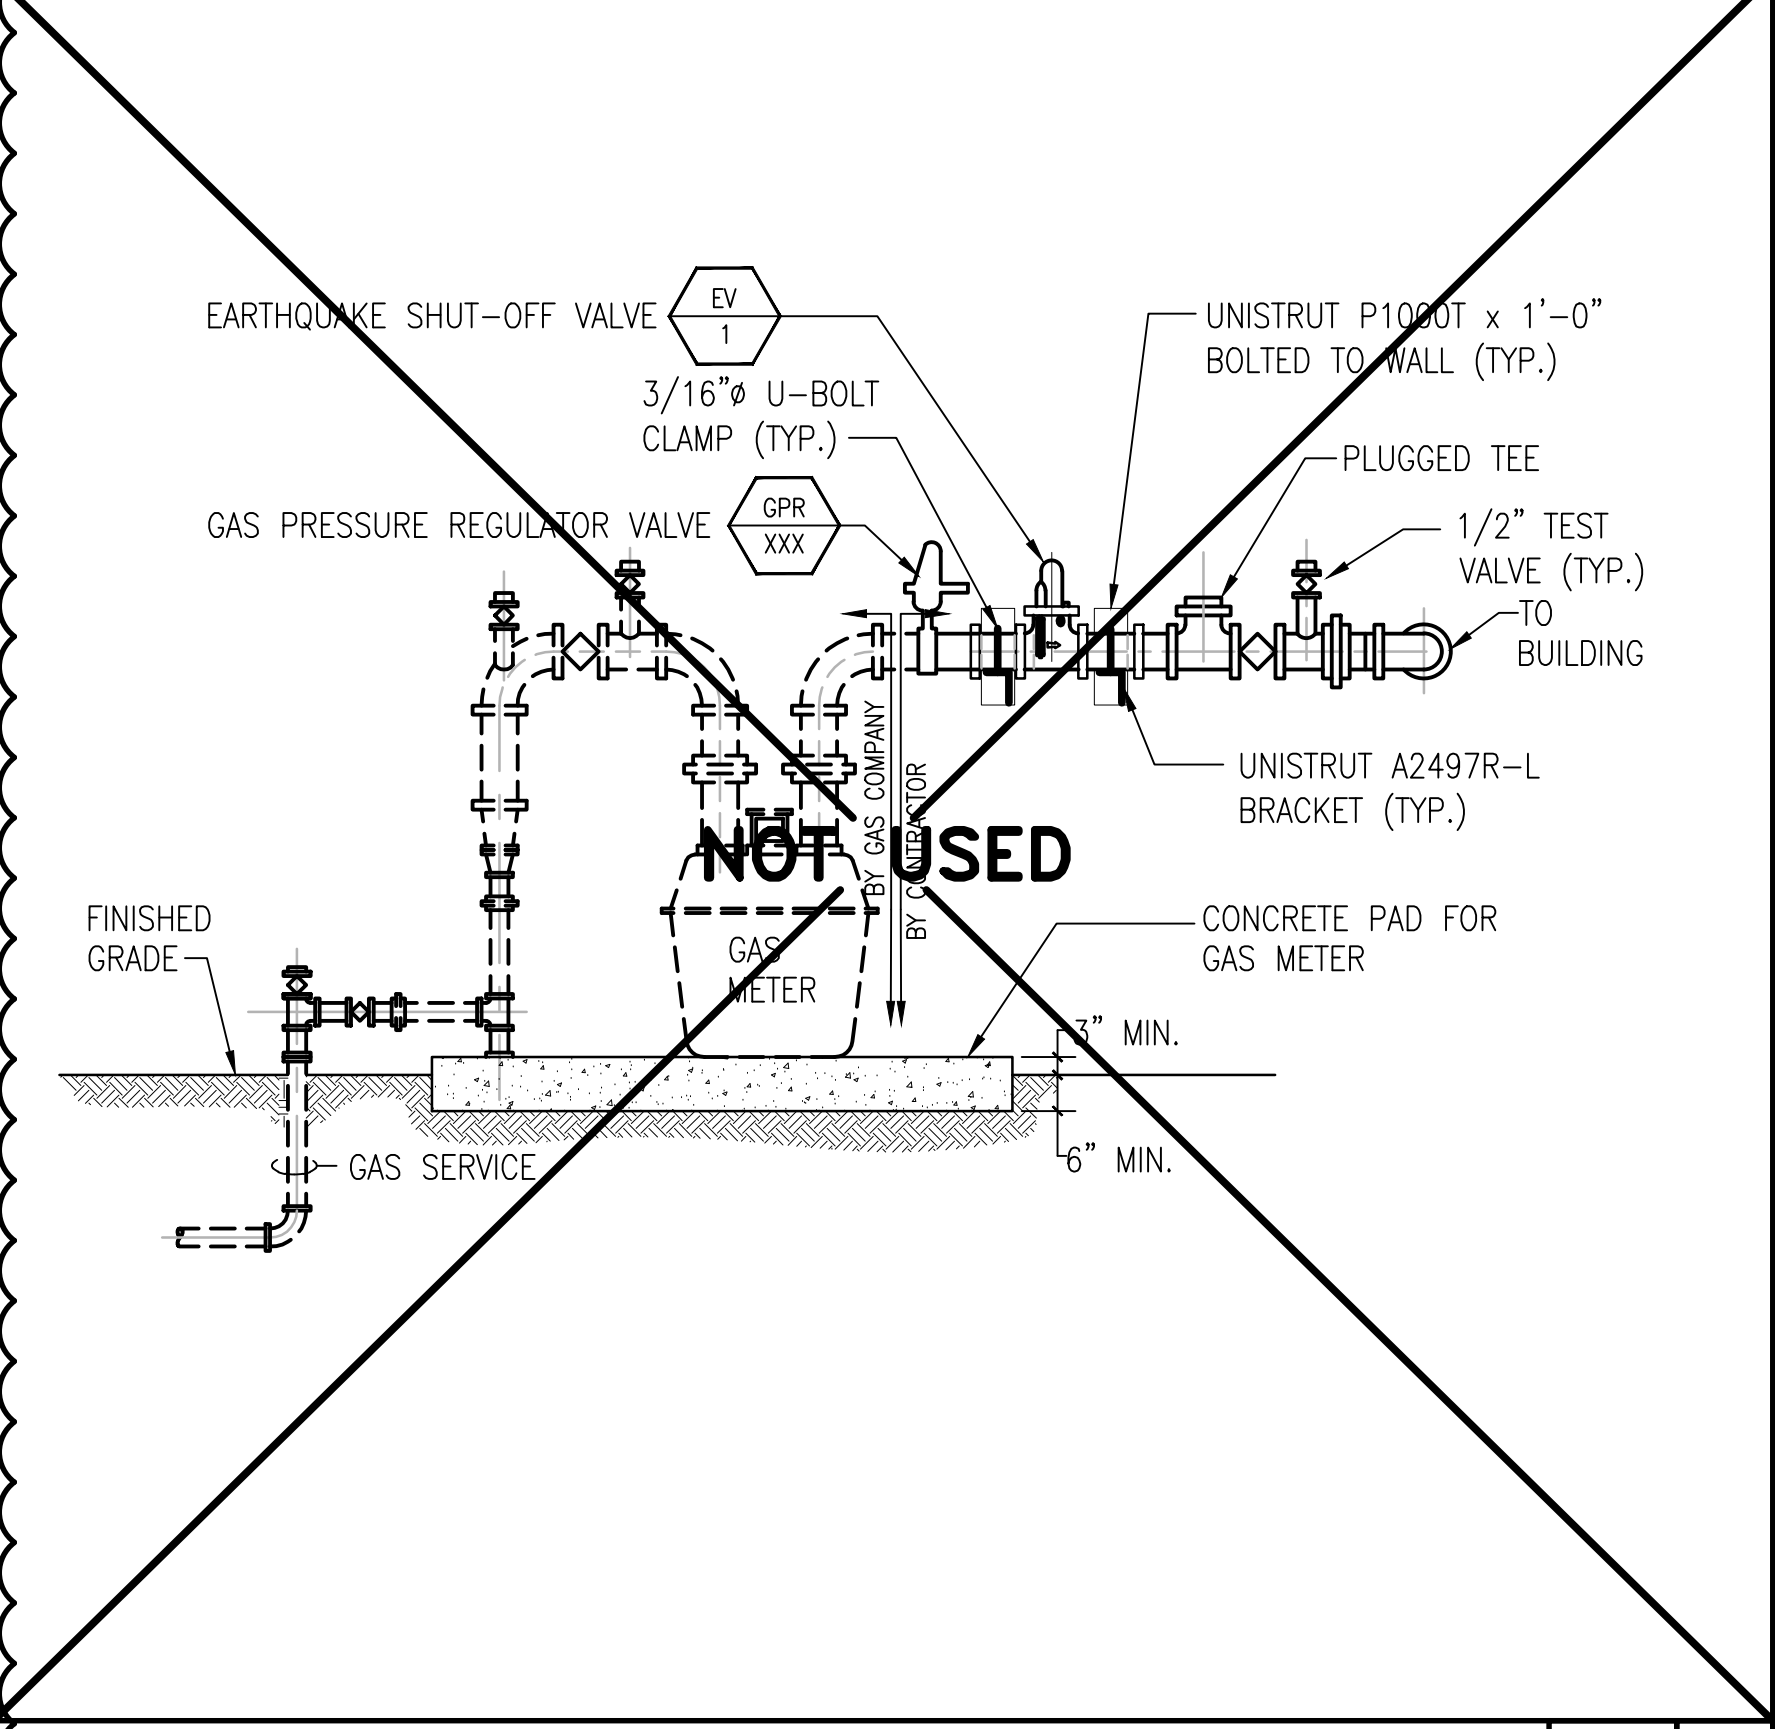 EARTHQUAKE SHUT-OFF VALVE
EV
1
UNISTRUT P1000T x 1'-0"
BOLTED TO WALL (TYP.)
3/16"ø U-BOLT
CLAMP (TYP.)
PLUGGED TEE
GAS PRESSURE REGULATOR VALVE
GPR
XXX
1/2" TEST
VALVE (TYP.)
TO
BUILDING
BY GAS COMPANY
BY CONTRACTOR
UNISTRUT A2497R-L
BRACKET (TYP.)
NOT USED
FINISHED
GRADE
GAS
METER
CONCRETE PAD FOR
GAS METER
3" MIN.
6" MIN.
GAS SERVICE